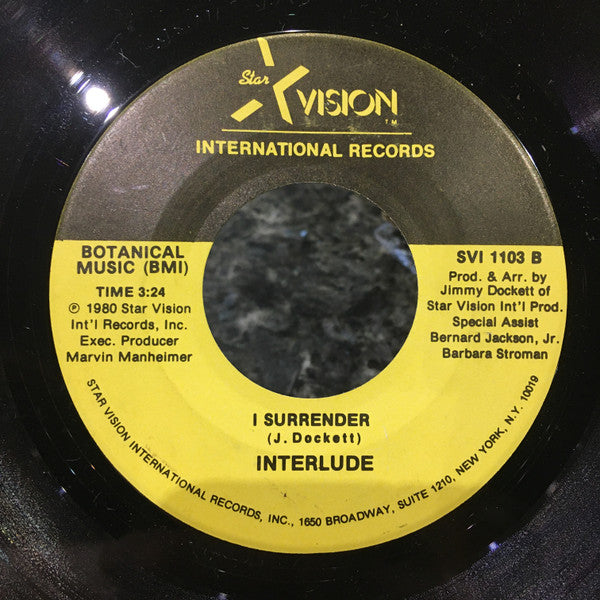 Star
VISION
TM
INTERNATIONAL RECORDS
BOTANICAL
MUSIC (BMI)
TIME 3:24
℗ 1980 Star Vision
Int'l Records, Inc.
Exec. Producer
Marvin Manheimer
SVI 1103 B
Prod. & Arr. by
Jimmy Dockett of
Star Vision Int'l Prod.
Special Assist
Bernard Jackson, Jr.
Barbara Stroman
I SURRENDER
(J. Dockett)
INTERLUDE
STAR VISION INTERNATIONAL RECORDS, INC., 1650 BROADWAY, SUITE 1210, NEW YORK, N.Y. 10019